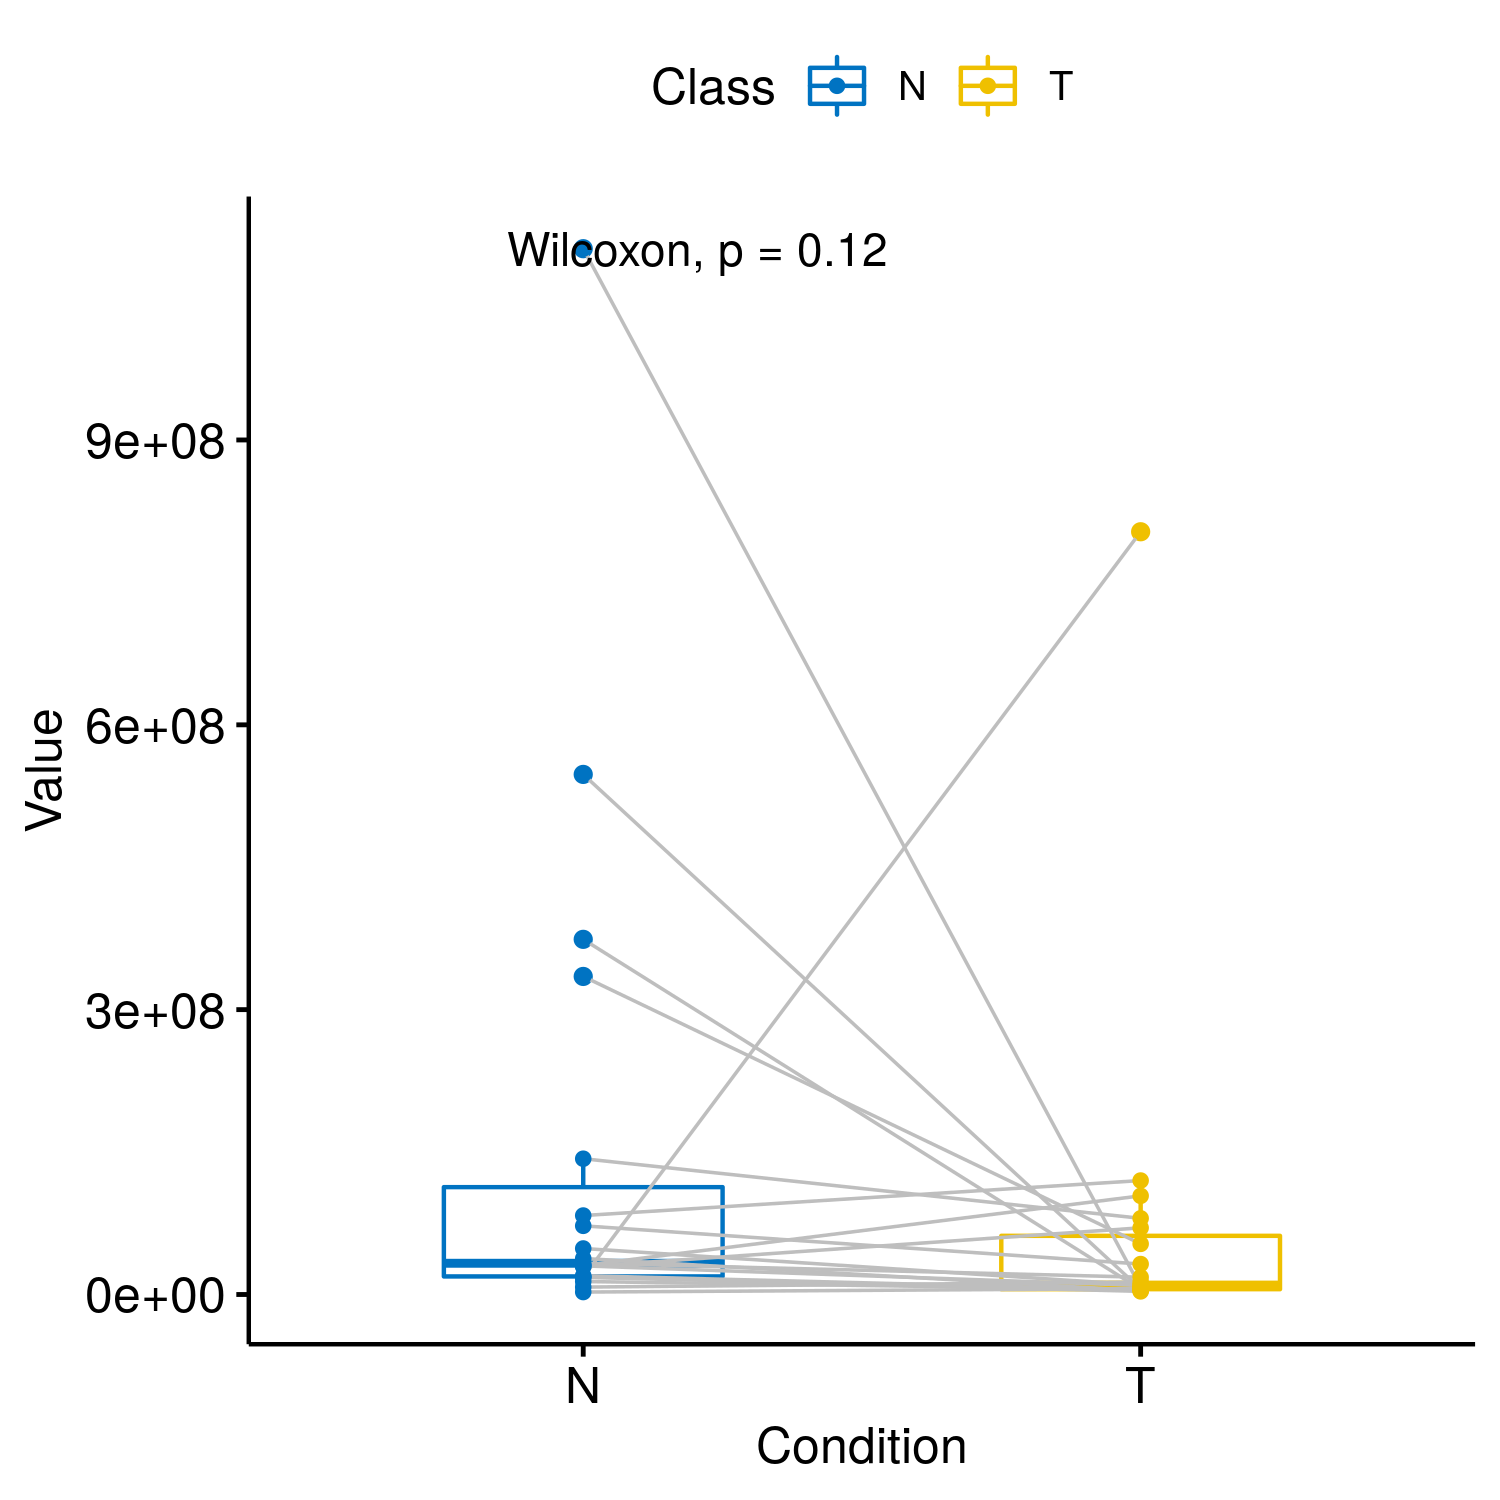 Class N T
Wilcoxon, p = 0.12
9e+08
6e+08
3e+08
0e+00
Value
N T
Condition